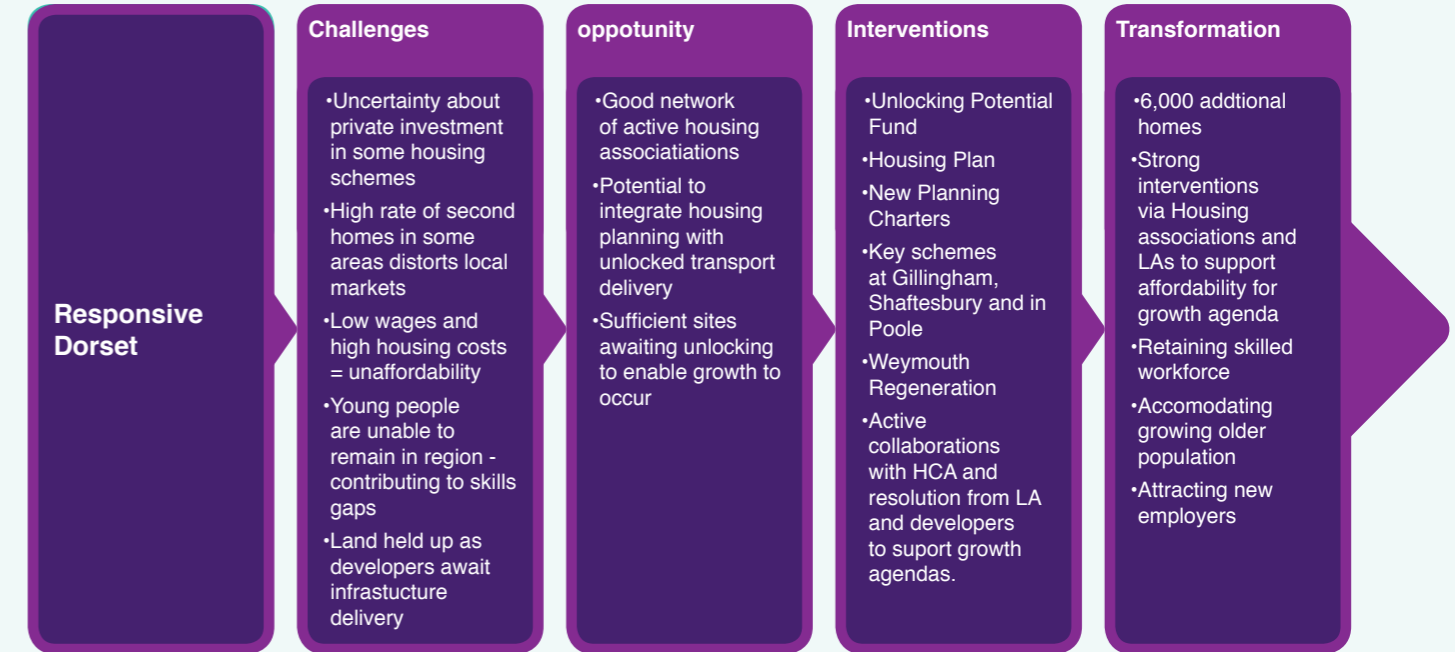 Responsive
Dorset
Challenges
•Uncertainty about
private investment
in some housing
schemes
•High rate of second
homes in some
areas distorts local
markets
•Low wages and
high housing costs
= unaffordability
•Young people
are unable to
remain in region -
contributing to skills
gaps
•Land held up as
developers await
infrastucture
delivery
oppotunity
•Good network
of active housing
associatiations
•Potential to
integrate housing
planning with
unlocked transport
delivery
•Sufficient sites
awaiting unlocking
to enable growth to
occur
Interventions
•Unlocking Potential
Fund
•Housing Plan
•New Planning
Charters
•Key schemes
at Gillingham,
Shaftesbury and in
Poole
•Weymouth
Regeneration
•Active
collaborations
with HCA and
resolution from LA
and developers
to suport growth
agendas.
Transformation
•6,000 addtional
homes
•Strong
interventions
via Housing
associations and
LAs to support
affordability for
growth agenda
•Retaining skilled
workforce
•Accomodating
growing older
population
•Attracting new
employers